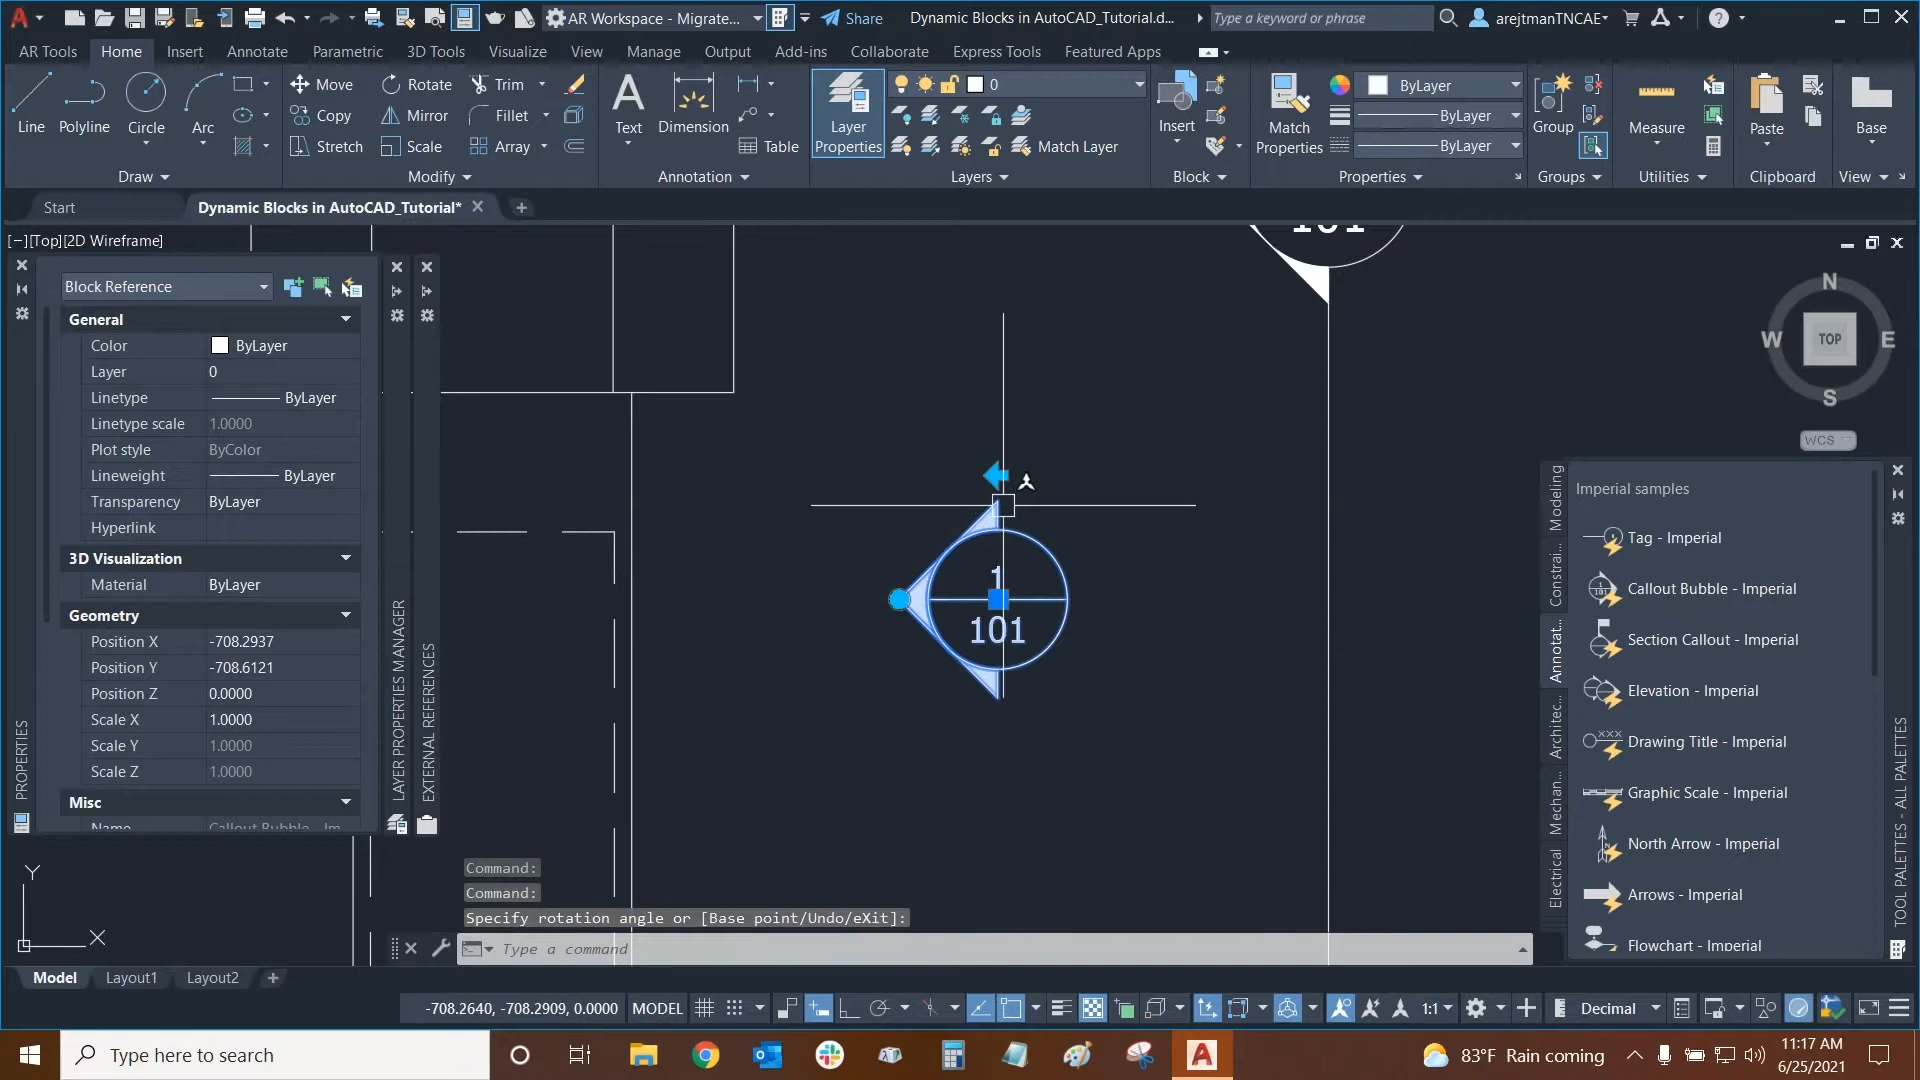 AR Workspace - Migrate...
Share
Dynamic Blocks in AutoCAD_Tutorial.d...
Type a keyword or phrase
arejtmanTNCAE
AR Tools
Home
Insert
Annotate
Parametric
3D Tools
Visualize
View
Manage
Output
Add-ins
Collaborate
Express Tools
Featured Apps
Line
Polyline
Circle
Arc
Draw
Move
Rotate
Trim
Copy
Mirror
Fillet
Stretch
Scale
Array
Modify
Text
Dimension
Table
Annotation
Layer
Properties
0
Match Layer
Layers
Insert
Block
Match
Properties
ByLayer
ByLayer
ByLayer
Properties
Group
Groups
Measure
Utilities
Paste
Clipboard
Base
View
Start
Dynamic Blocks in AutoCAD_Tutorial*
[−][Top][2D Wireframe]
Block Reference
General
Color ByLayer
Layer 0
Linetype ByLayer
Linetype scale 1.0000
Plot style ByColor
Lineweight ByLayer
Transparency ByLayer
Hyperlink
3D Visualization
Material ByLayer
Geometry
Position X -708.2937
Position Y -708.6121
Position Z 0.0000
Scale X 1.0000
Scale Y 1.0000
Scale Z 1.0000
Misc
Name Callout Bubble - Im
PROPERTIES
LAYER PROPERTIES MANAGER
EXTERNAL REFERENCES
101
1
101
N
W
TOP
E
S
WCS
Modeling
Constrai...
Annotat...
Architec...
Mechan...
Electrical
Imperial samples
Tag - Imperial
1
101
Callout Bubble - Imperial
Section Callout - Imperial
Elevation - Imperial
XXX
Drawing Title - Imperial
Graphic Scale - Imperial
North Arrow - Imperial
Arrows - Imperial
Flowchart - Imperial
TOOL PALETTES - ALL PALETTES
Y
X
Command:
Command:
Specify rotation angle or [Base point/Undo/eXit]:
Type a command
Model
Layout1
Layout2
-708.2640, -708.2909, 0.0000
MODEL
1:1
Decimal
Type here to search
83°F Rain coming
11:17 AM
6/25/2021